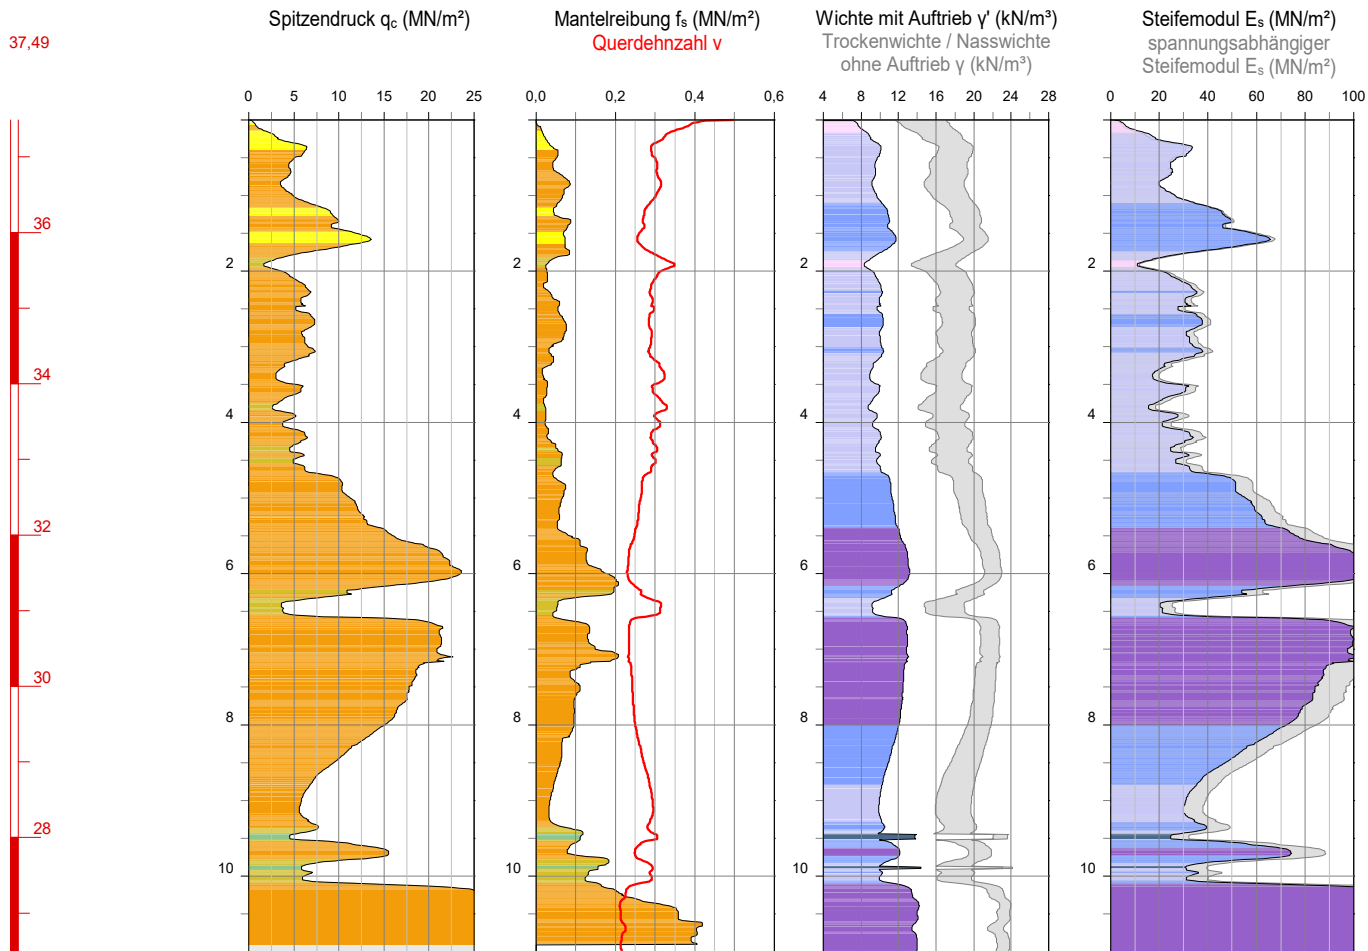 Spitzendruck qc (MN/m²)
Mantelreibung fs (MN/m²)
Querdehnzahl ν
Wichte mit Auftrieb γ' (kN/m³)
Trockenwichte / Nasswichte
ohne Auftrieb γ (kN/m³)
Steifemodul Es (MN/m²)
spannungsabhängiger
Steifemodul Es (MN/m²)
37,49
0 5 10 15 20 25
0,0 0,2 0,4 0,6
4 8 12 16 20 24 28
0 20 40 60 80 100
36
2 2 2 2
34
4 4 4 4
32
6 6 6 6
30
8 8 8 8
28
10 10 10 10